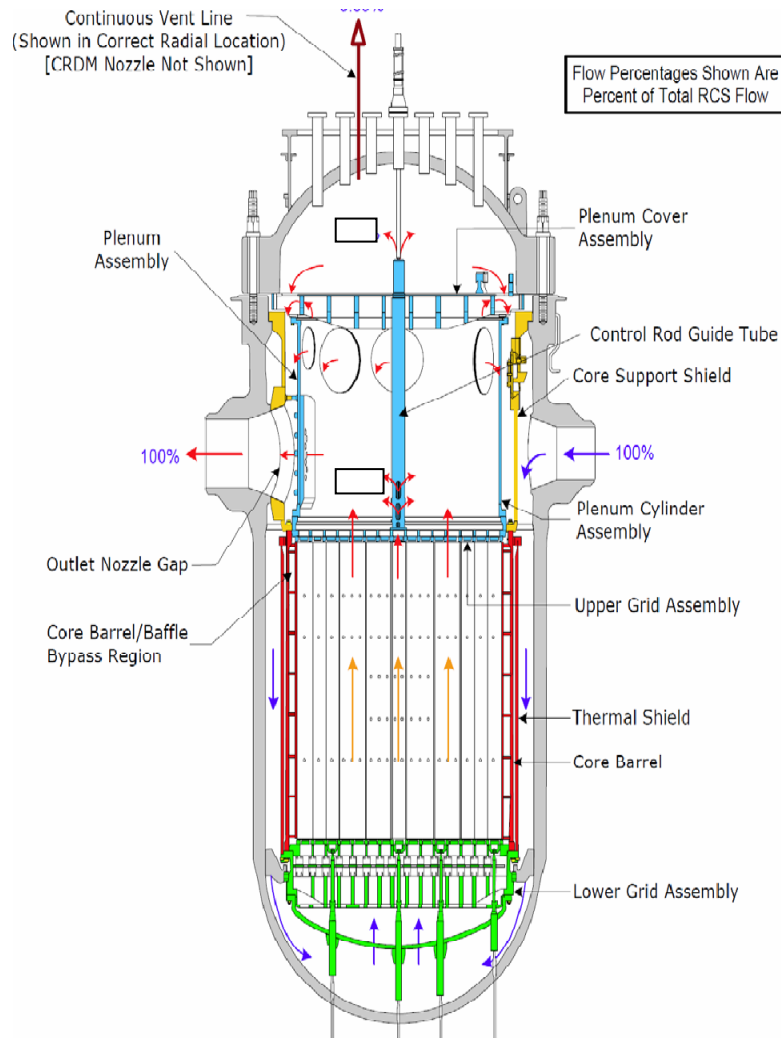 Continuous Vent Line
(Shown in Correct Radial Location)
[CRDM Nozzle Not Shown]
Flow Percentages Shown Are
Percent of Total RCS Flow
Plenum
Assembly
Plenum Cover
Assembly
Control Rod Guide Tube
Core Support Shield
100%
100%
Plenum Cylinder
Assembly
Outlet Nozzle Gap
Upper Grid Assembly
Core Barrel/Baffle
Bypass Region
Thermal Shield
Core Barrel
Lower Grid Assembly